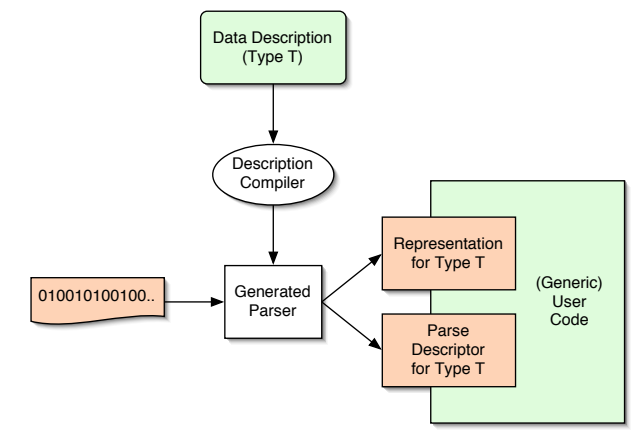 Data Description
(Type T)
Description
Compiler
Representation
for Type T
(Generic)
User
Code
010010100100..
Generated
Parser
Parse
Descriptor
for Type T